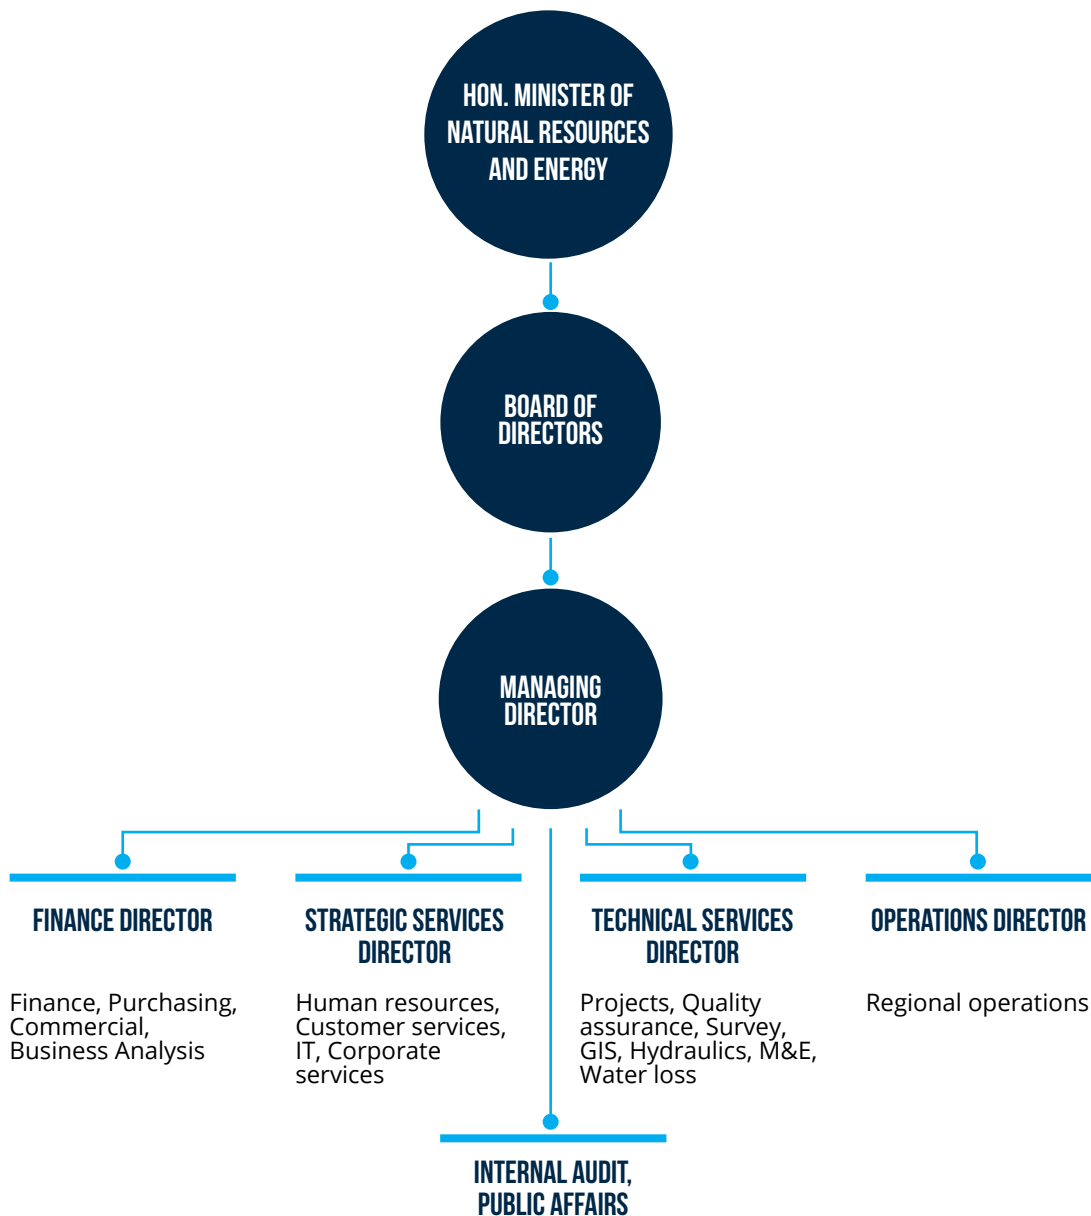 HON. MINISTER OF
NATURAL RESOURCES
AND ENERGY
BOARD OF
DIRECTORS
MANAGING
DIRECTOR
FINANCE DIRECTOR
Finance, Purchasing,
Commercial,
Business Analysis
STRATEGIC SERVICES
DIRECTOR
Human resources,
Customer services,
IT, Corporate
services
TECHNICAL SERVICES
DIRECTOR
Projects, Quality
assurance, Survey,
GIS, Hydraulics, M&E,
Water loss
OPERATIONS DIRECTOR
Regional operations
INTERNAL AUDIT,
PUBLIC AFFAIRS